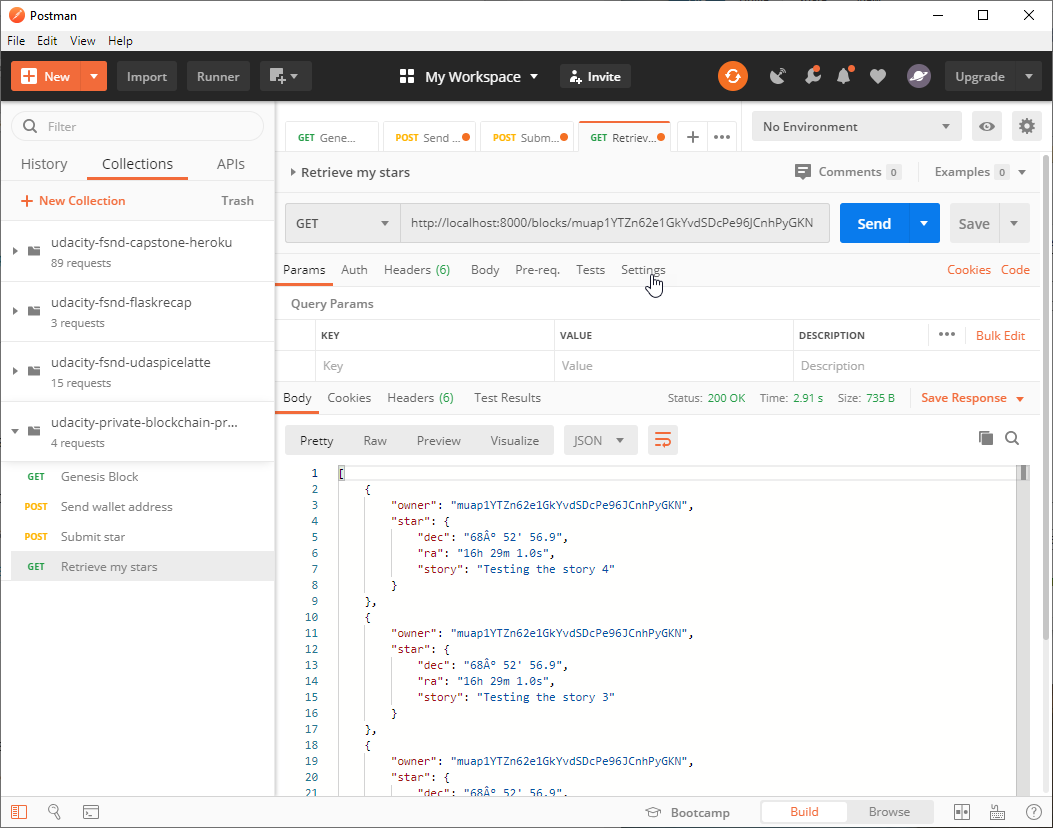 Postman
File Edit View Help
New Import Runner My Workspace Invite Upgrade
Filter
History Collections APIs
New Collection Trash
udacity-fsnd-capstone-heroku
89 requests
udacity-fsnd-flaskrecap
3 requests
udacity-fsnd-udaspicelatte
15 requests
udacity-private-blockchain-pr...
4 requests
GET Genesis Block
POST Send wallet address
POST Submit star
GET Retrieve my stars
GET Gene... POST Send ... POST Subm... GET Retriev... No Environment
Retrieve my stars Comments 0 Examples 0
GET http://localhost:8000/blocks/muap1YTZn62e1GkYvdSDcPe96JCnhPyGKN Send Save
Params Auth Headers (6) Body Pre-req. Tests Settings Cookies Code
Query Params
KEY VALUE DESCRIPTION Bulk Edit
Key Value Description
Body Cookies Headers (6) Test Results Status: 200 OK Time: 2.91 s Size: 735 B Save Response
Pretty Raw Preview Visualize JSON
1 [
2 {
3 "owner": "muap1YTZn62e1GkYvdSDcPe96JCnhPyGKN",
4 "star": {
5 "dec": "68Âº 52' 56.9",
6 "ra": "16h 29m 1.0s",
7 "story": "Testing the story 4"
8 }
9 },
10 {
11 "owner": "muap1YTZn62e1GkYvdSDcPe96JCnhPyGKN",
12 "star": {
13 "dec": "68Âº 52' 56.9",
14 "ra": "16h 29m 1.0s",
15 "story": "Testing the story 3"
16 }
17 },
18 {
19 "owner": "muap1YTZn62e1GkYvdSDcPe96JCnhPyGKN",
20 "star": {
21 "dec": "68Âº 52' 56.9",
Bootcamp Build Browse